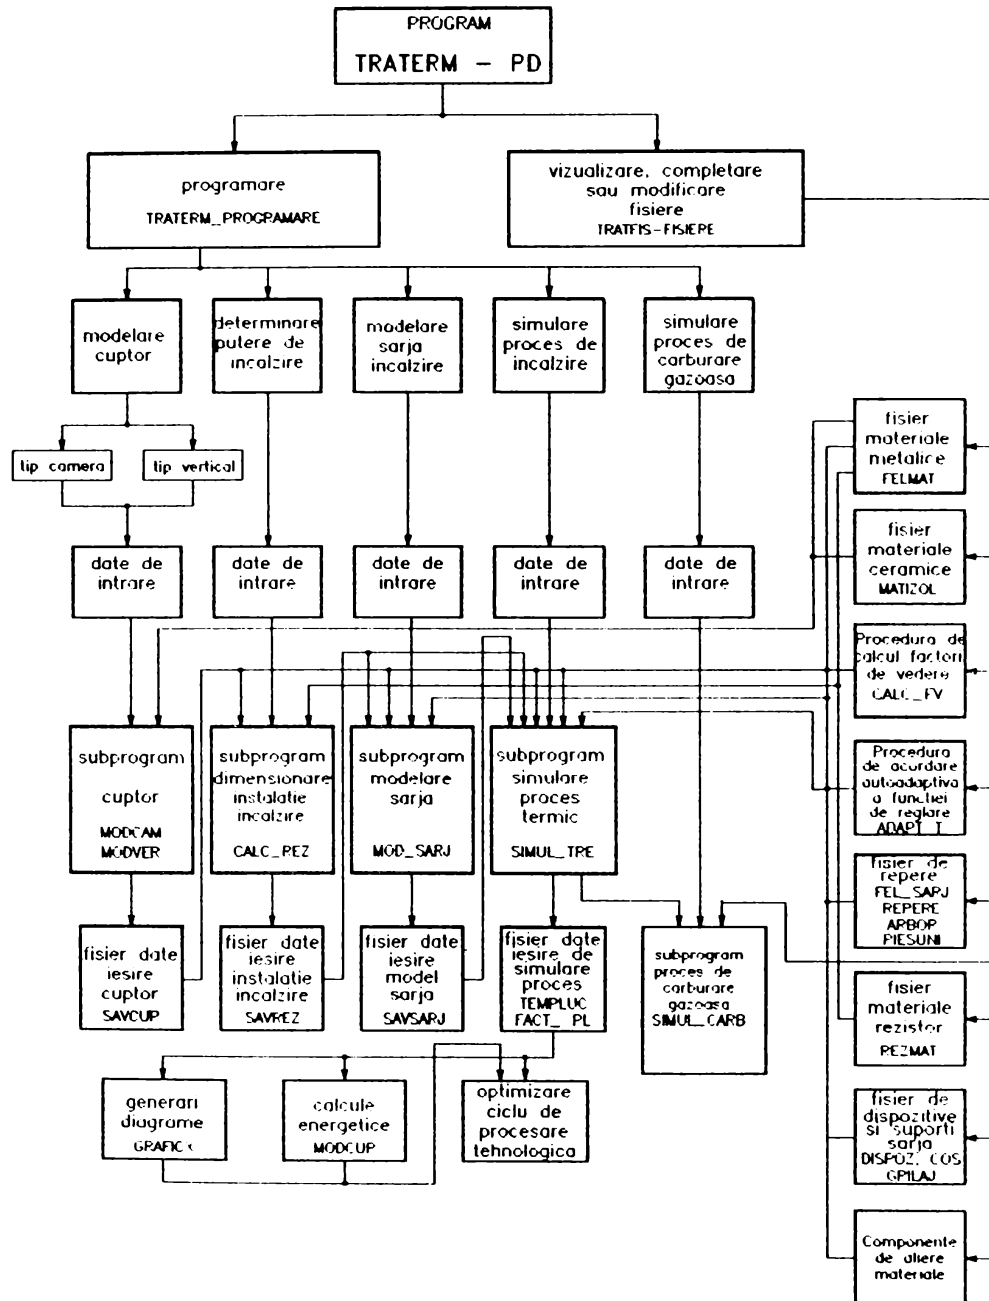 PROGRAM
TRATERM - PD
programare
TRATERM_PROGRAMARE
vizualizare, completare
sau modificare
fisiere
TRATFIS-FISIERE
modelare
cuptor
determinare
putere de
incalzire
modelare
sarja
incalzire
simulare
proces de
incalzire
simulare
proces de
carburare
gazoasa
tip camera
tip vertical
date de
intrare
date de
intrare
date de
intrare
date de
intrare
date de
intrare
subprogram
cuptor
MODCAM
MODVER
subprogram
dimensionare
instalatie
incalzire
CALC_REZ
subprogram
modelare
sarja
MOD_SARJ
subprogram
simulare
proces
termic
SIMUL_TRE
fisier date
iesire
cuptor
SAVCUP
fisier date
iesire
instalatie
incalzire
SAVREZ
fisier date
iesire
model
sarja
SAVSARJ
fisier date
iesire de
simulare
proces
TEMPLUC
FACT_PL
subprogram
proces de
carburare
gazoasa
SIMUL_CARB
generari
diagrame
calcule
energetice
MODCUP
optimizare
ciclu de
procesare
tehnologica
fisier
materiale
metalice
FELMAT
fisier
materiale
ceramice
MATIZOL
Procedura de
calcul factori
de vedere
CALC_FV
Procedura
de acordare
autoadaptiva
a functiei
de reglare
fisier de
repere
FEL_SARJ
REPERE
PIESUNI
fisier
materiale
rezistor
REZMAT
fisier de
dispozitive
si suporti
sarja
DISPOZ, COS
Componente
de aliere
materiale